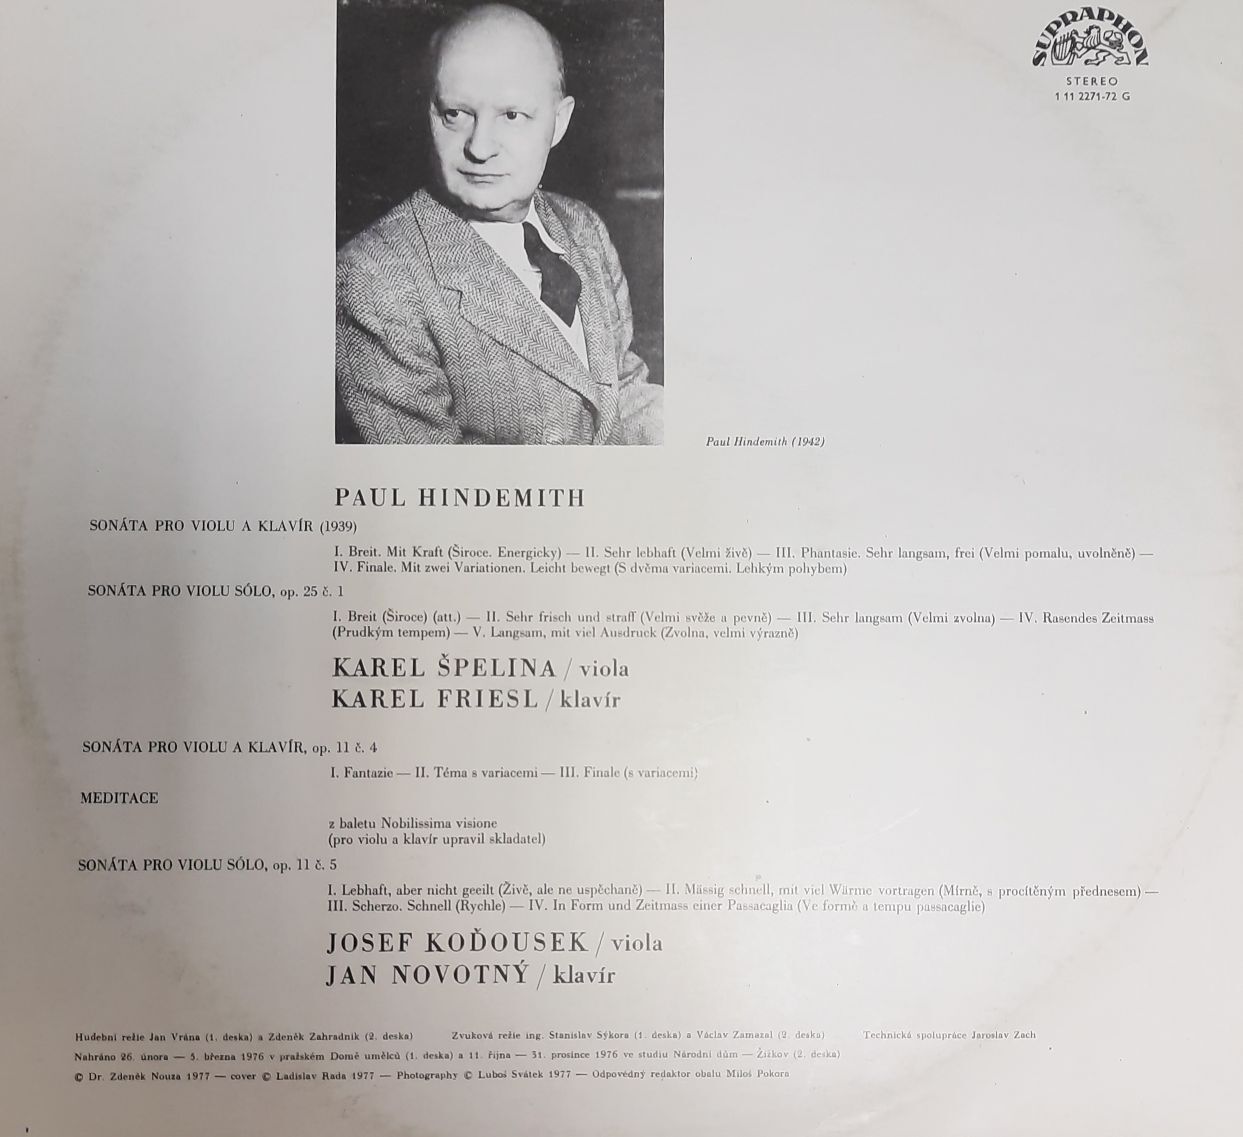 SUPRAPHON
STEREO
1 11 2271-72 G
Paul Hindemith (1942)
PAUL HINDEMITH
SONÁTA PRO VIOLU A KLAVÍR (1939)
I. Breit. Mit Kraft (Široce. Energicky) — II. Sehr lebhaft (Velmi živě) — III. Phantasie. Sehr langsam, frei (Velmi pomalu, uvolněně) —
IV. Finale. Mit zwei Variationen. Leicht bewegt (S dvěma variacemi. Lehkým pohybem)
SONÁTA PRO VIOLU SÓLO, op. 25 č. 1
I. Breit (Široce) (att.) — II. Sehr frisch und straff (Velmi svěže a pevně) — III. Sehr langsam (Velmi zvolna) — IV. Rasendes Zeitmass
(Prudkým tempem) — V. Langsam, mit viel Ausdruck (Zvolna, velmi výrazně)
KAREL ŠPELINA / viola
KAREL FRIESL / klavír
SONÁTA PRO VIOLU A KLAVÍR, op. 11 č. 4
I. Fantazie — II. Téma s variacemi — III. Finale (s variacemi)
MEDITACE
z baletu Nobilissima visione
(pro violu a klavír upravil skladatel)
SONÁTA PRO VIOLU SÓLO, op. 11 č. 5
I. Lebhaft, aber nicht geeilt (Živě, ale ne uspěchaně) — II. Mässig schnell, mit viel Wärme vortragen (Mírně, s procítěným přednesem) —
III. Scherzo. Schnell (Rychle) — IV. In Form und Zeitmass einer Passacaglia (Ve formě a tempu passacaglie)
JOSEF KOĎOUSEK / viola
JAN NOVOTNÝ / klavír
Hudební režie Jan Vrána (1. deska) a Zdeněk Zahradník (2. deska) Zvuková režie ing. Stanislav Sýkora (1. deska) a Václav Zamazal (2. deska) Technická spolupráce Jaroslav Zach
Nahráno 26. února — 5. března 1976 v pražském Domě umělců (1. deska) a 11. října — 31. prosince 1976 ve studiu Národní dům — Žižkov (2. deska)
© Dr. Zdeněk Nouza 1977 — cover © Ladislav Rada 1977 — Photography © Luboš Svátek 1977 — Odpovědný redaktor obalu Miloš Pokora